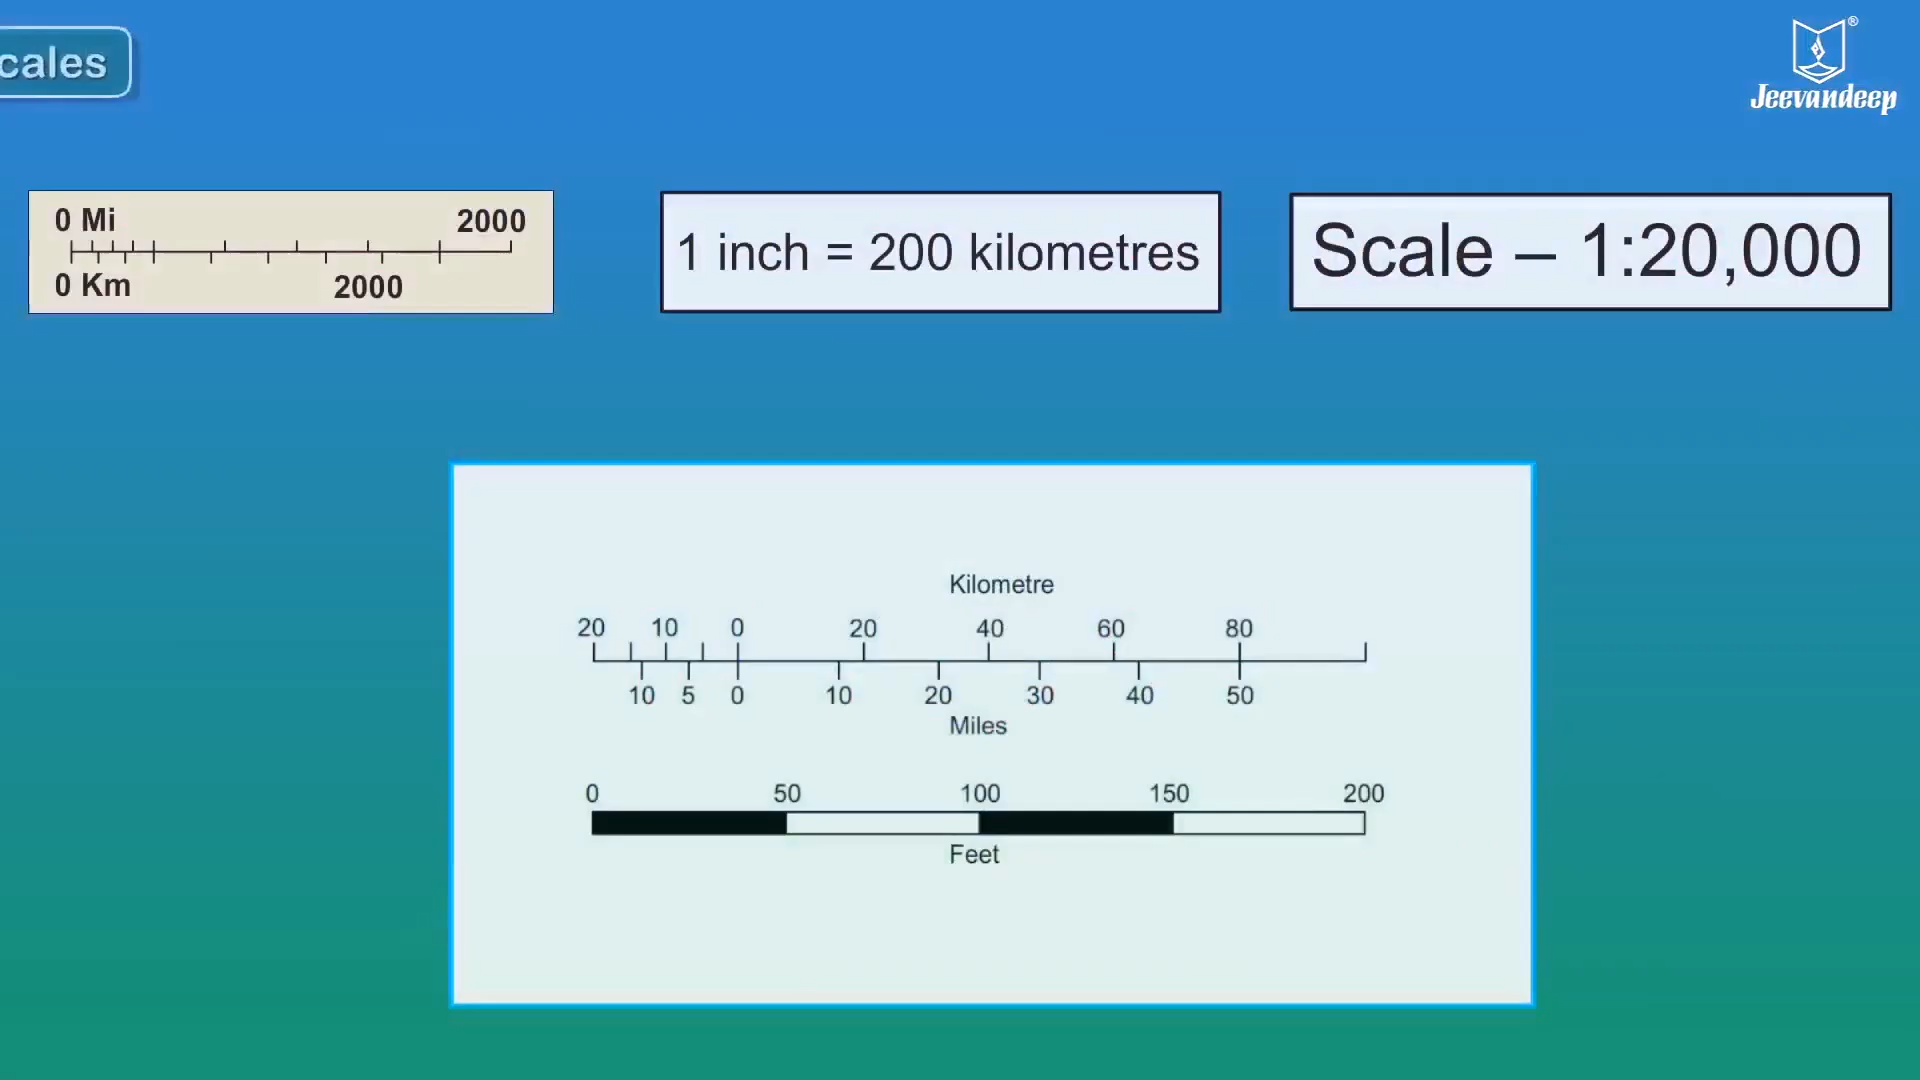 cales
®
Jeevandeep
0 Mi 2000
0 Km 2000
1 inch = 200 kilometres
Scale – 1:20,000
Kilometre
20 10 0 20 40 60 80
10 5 0 10 20 30 40 50
Miles
0 50 100 150 200
Feet